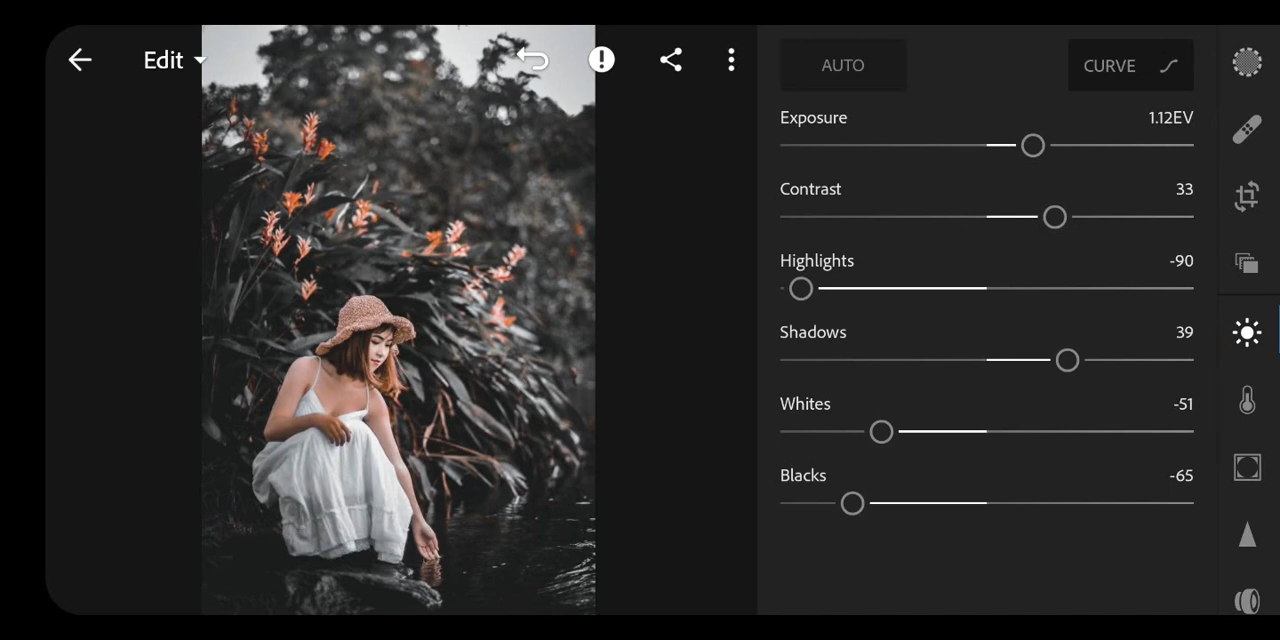 Edit
AUTO
CURVE
Exposure 1.12EV
Contrast 33
Highlights -90
Shadows 39
Whites -51
Blacks -65